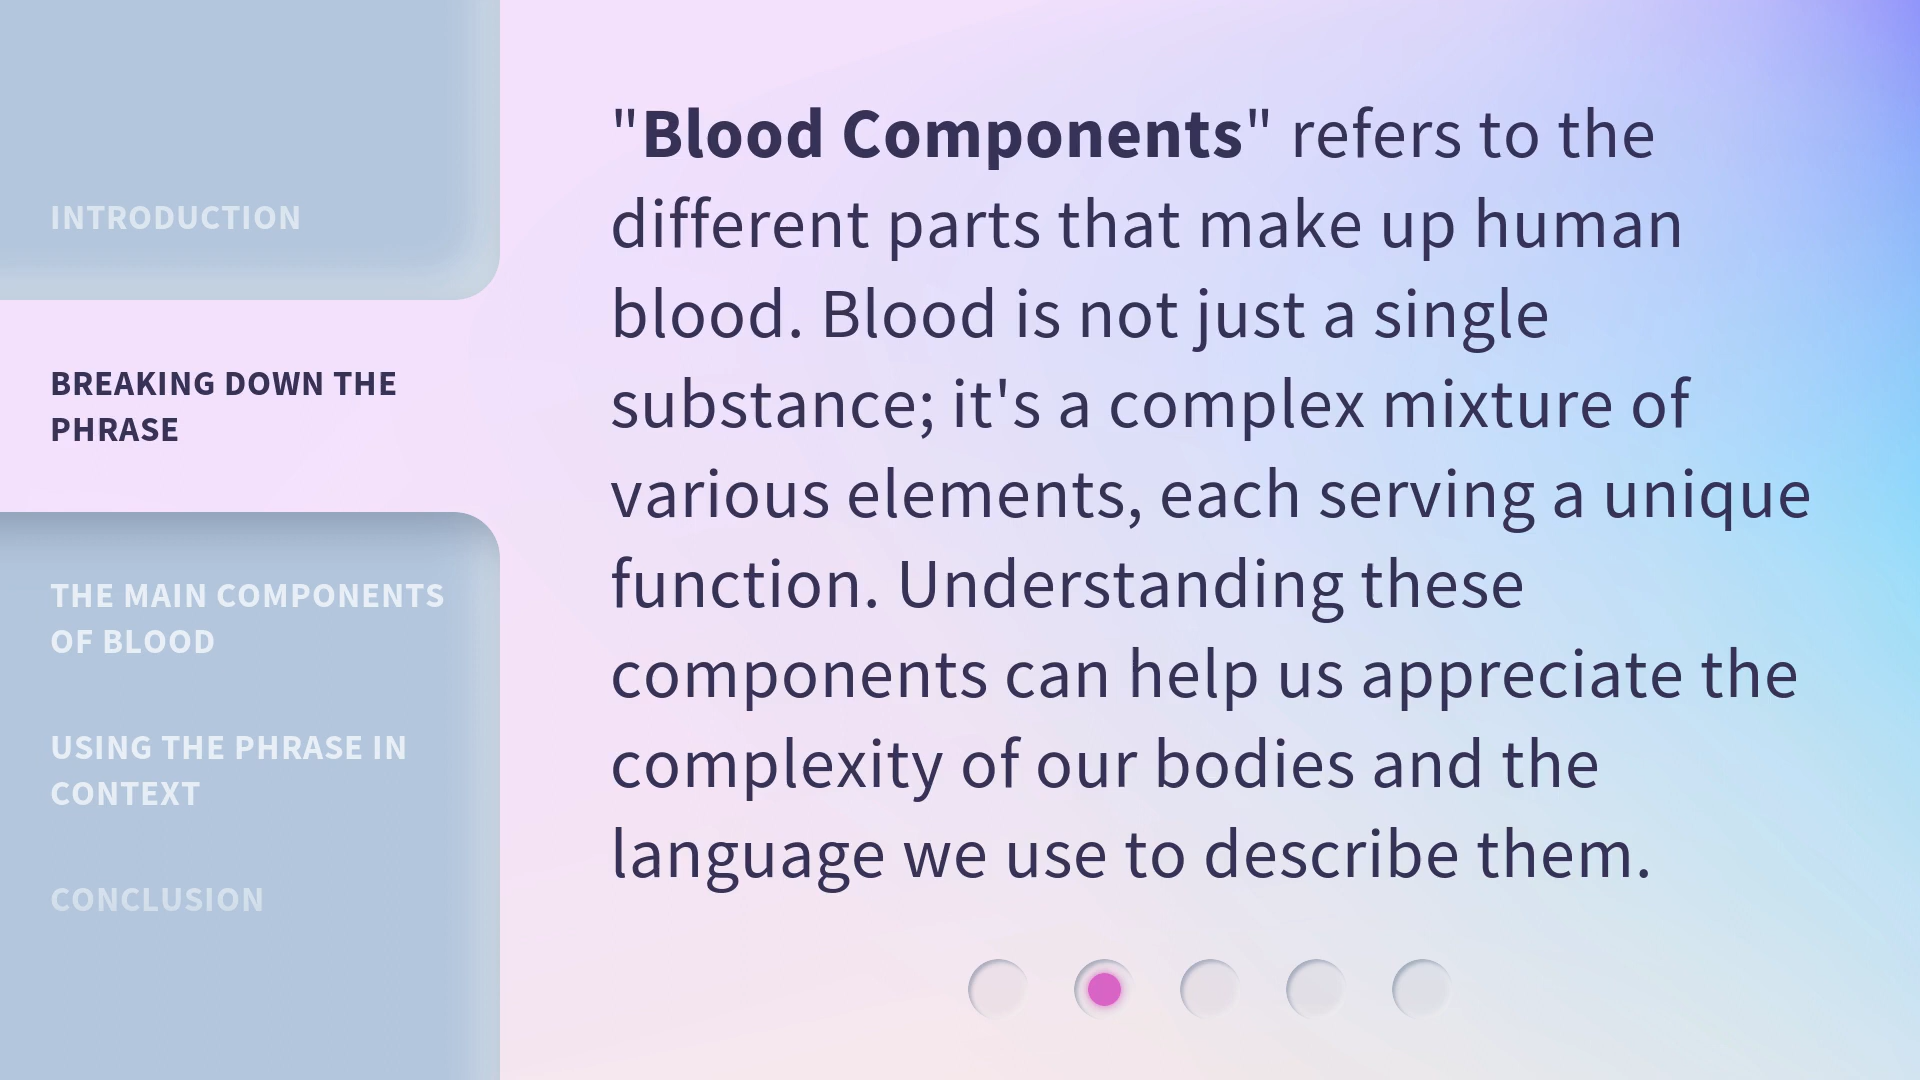 INTRODUCTION
BREAKING DOWN THE
PHRASE
THE MAIN COMPONENTS
OF BLOOD
USING THE PHRASE IN
CONTEXT
CONCLUSION
"Blood Components" refers to the
different parts that make up human
blood. Blood is not just a single
substance; it's a complex mixture of
various elements, each serving a unique
function. Understanding these
components can help us appreciate the
complexity of our bodies and the
language we use to describe them.